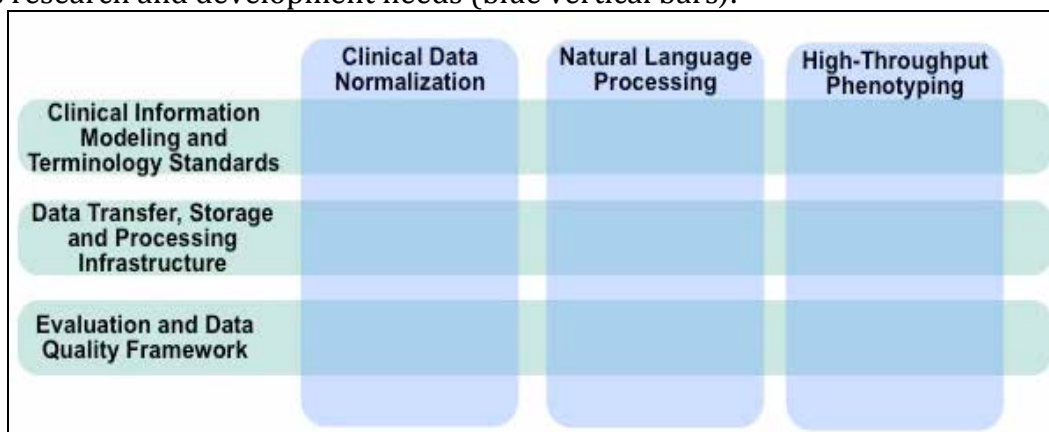 research and development needs (blue vertical bars).
Clinical Data
Normalization
Natural Language
Processing
High-Throughput
Phenotyping
Clinical Information
Modeling and
Terminology Standards
Data Transfer, Storage
and Processing
Infrastructure
Evaluation and Data
Quality Framework